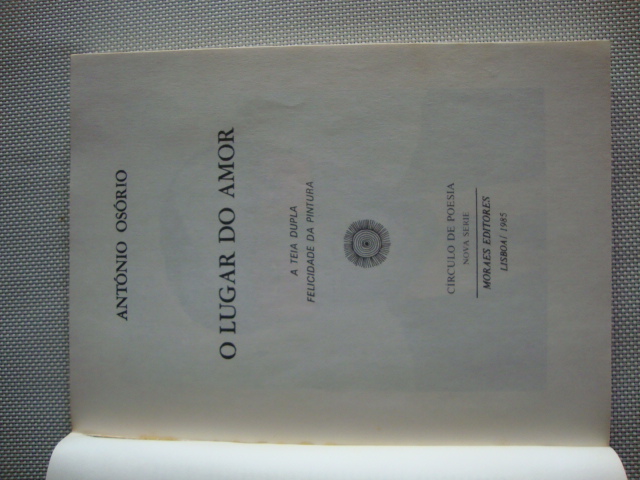 ANTÓNIO OSÓRIO
O LUGAR DO AMOR
A TEIA DUPLA
FELICIDADE DA PINTURA
CÍRCULO DE POESIA
NOVA SÉRIE
MORAES EDITORES
LISBOA/1985